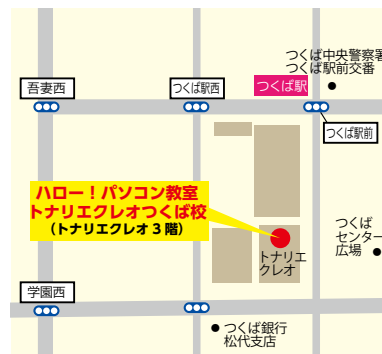 つくば中央警察署
つくば駅前交番
吾妻西
つくば駅西
つくば駅
つくば駅前
ハロー！パソコン教室
トナリエクレオつくば校
（トナリエクレオ3階）
トナリエ
クレオ
つくば
センター
広場
学園西
つくば銀行
松代支店